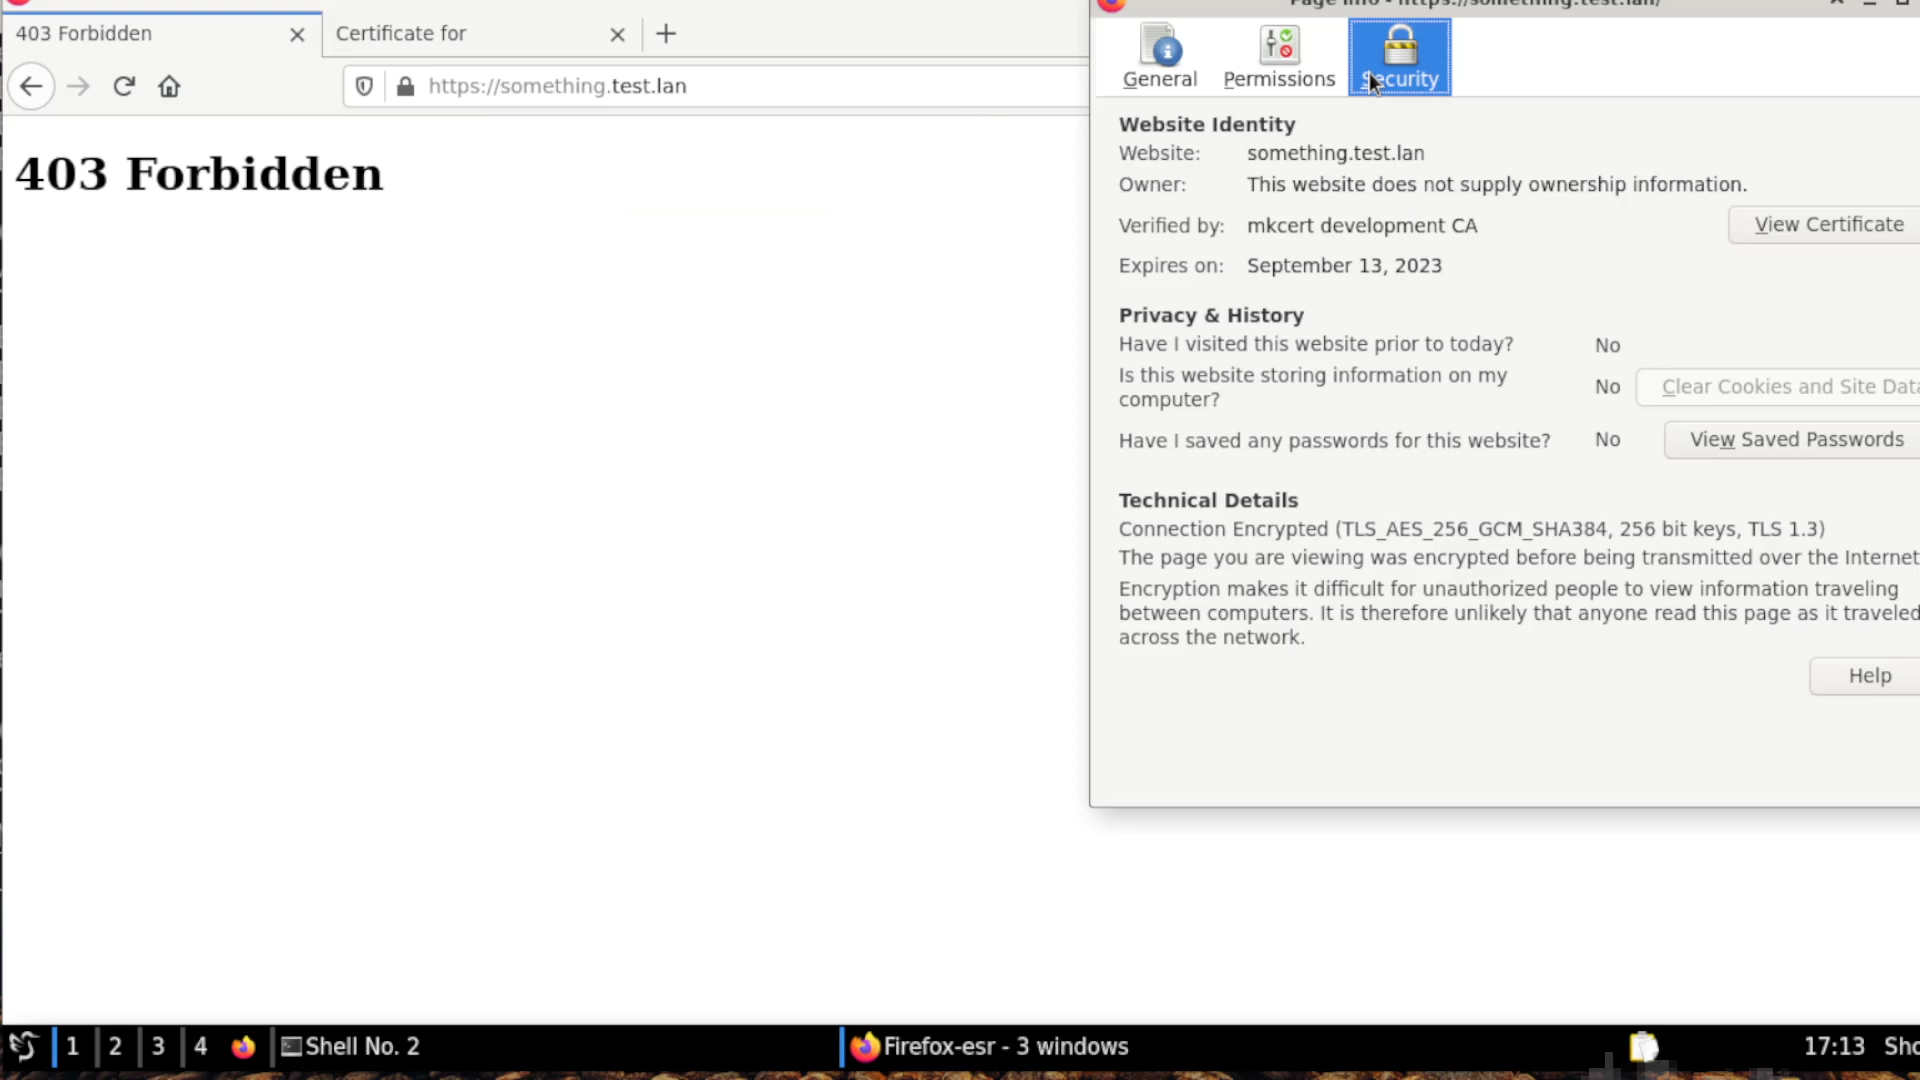 403 Forbidden
Certificate for
https://something.test.lan
403 Forbidden
Page Info - https://something.test.lan/
General
Permissions
Security
Website Identity
Website: something.test.lan
Owner: This website does not supply ownership information.
Verified by: mkcert development CA
View Certificate
Expires on: September 13, 2023
Privacy & History
Have I visited this website prior to today? No
Is this website storing information on my
computer?
No
Clear Cookies and Site Data
Have I saved any passwords for this website? No
View Saved Passwords
Technical Details
Connection Encrypted (TLS_AES_256_GCM_SHA384, 256 bit keys, TLS 1.3)
The page you are viewing was encrypted before being transmitted over the Internet
Encryption makes it difficult for unauthorized people to view information traveling
between computers. It is therefore unlikely that anyone read this page as it traveled
across the network.
Help
1 2 3 4
Shell No. 2
Firefox-esr - 3 windows
17:13